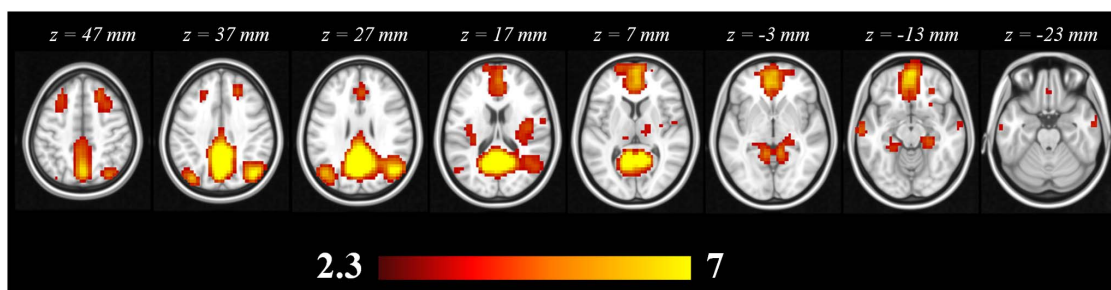 z = 47 mm z = 37 mm z = 27 mm z = 17 mm z = 7 mm z = -3 mm z = -13 mm z = -23 mm
2.3 7